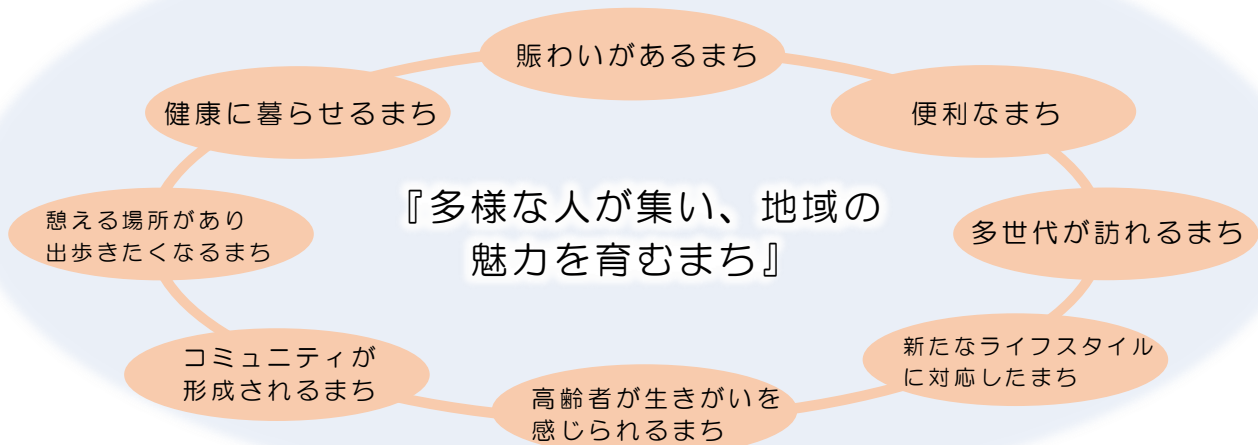 賑わいがあるまち
健康に暮らせるまち
便利なまち
憩える場所があり
出歩きたくなるまち
『多様な人が集い、地域の
魅力を育むまち』
多世代が訪れるまち
コミュニティが
形成されるまち
高齢者が生きがいを
感じられるまち
新たなライフスタイル
に対応したまち